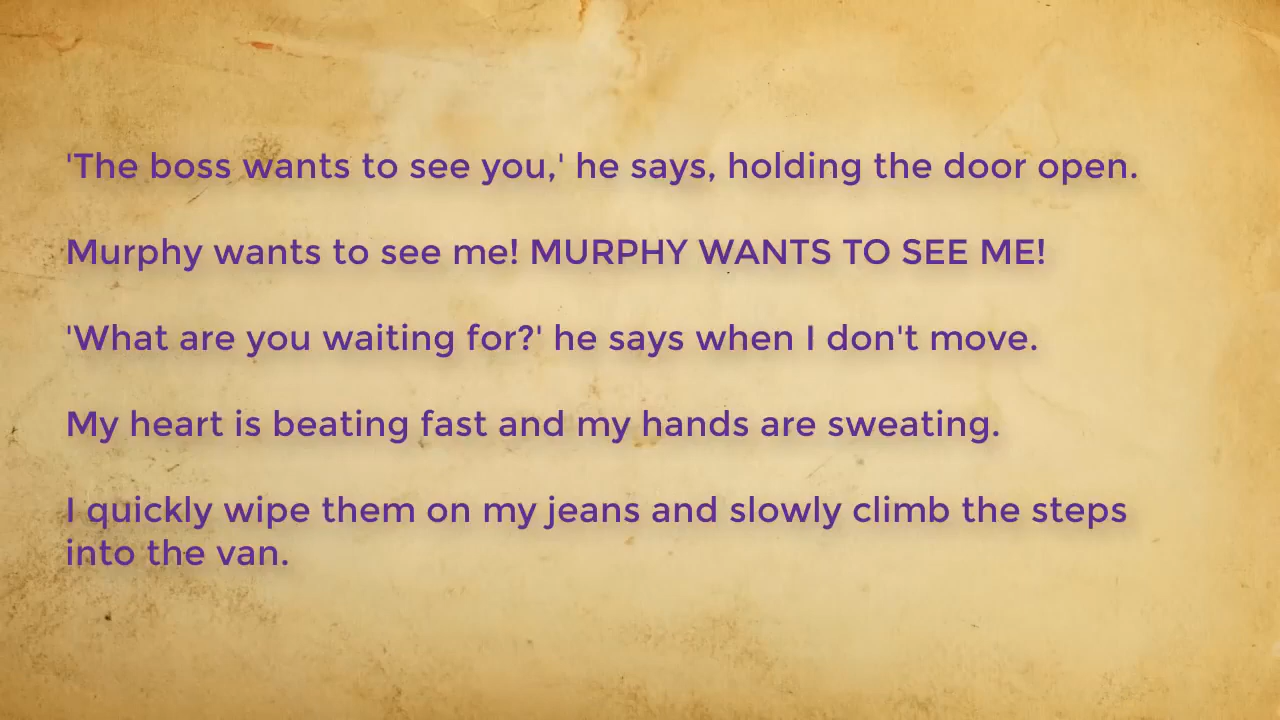 'The boss wants to see you,' he says, holding the door open.
Murphy wants to see me! MURPHY WANTS TO SEE ME!
'What are you waiting for?' he says when I don't move.
My heart is beating fast and my hands are sweating.
I quickly wipe them on my jeans and slowly climb the steps
into the van.